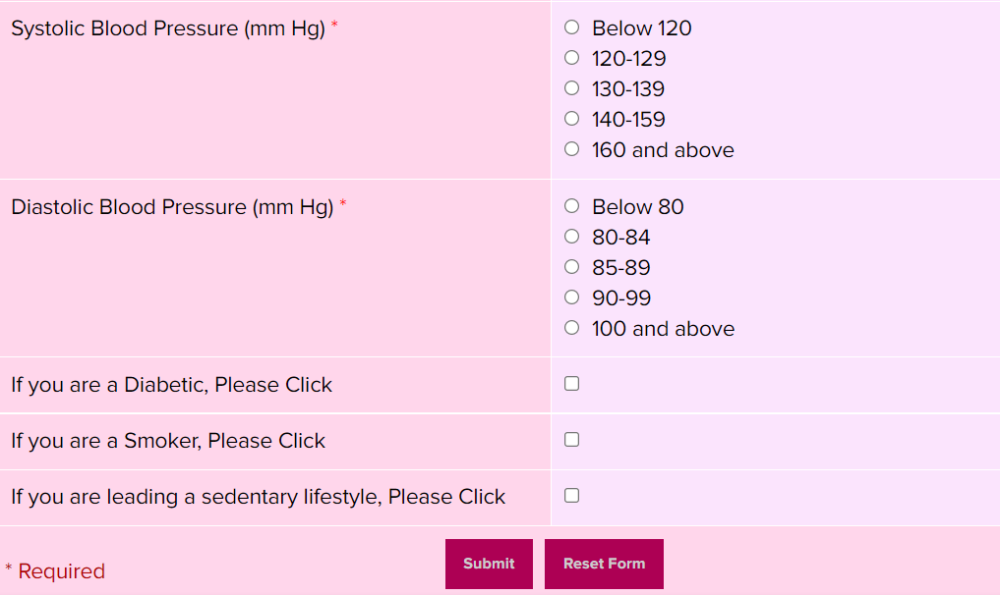 Systolic Blood Pressure (mm Hg) *
Below 120
120-129
130-139
140-159
160 and above
Diastolic Blood Pressure (mm Hg) *
Below 80
80-84
85-89
90-99
100 and above
If you are a Diabetic, Please Click
If you are a Smoker, Please Click
If you are leading a sedentary lifestyle, Please Click
* Required
Submit
Reset Form